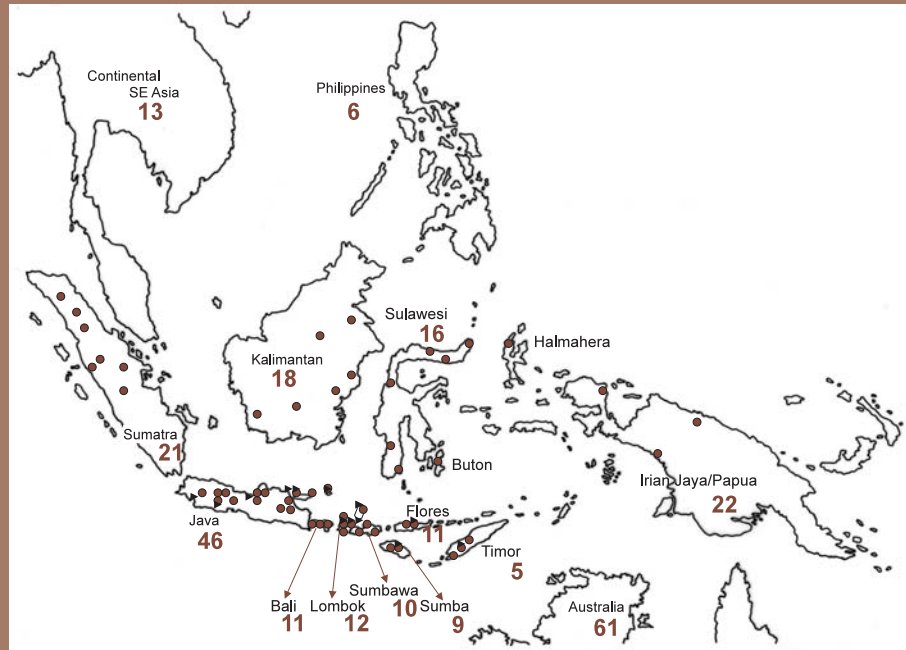 Continental
SE Asia
13
Philippines
6
Sulawesi
16
Halmahera
Kalimantan
18
Sumatra
21
Buton
Irian Jaya/Papua
22
Java
46
Flores
11
Timor
5
Sumbawa
10
Bali
11
Lombok
12
Sumba
9
Australia
61